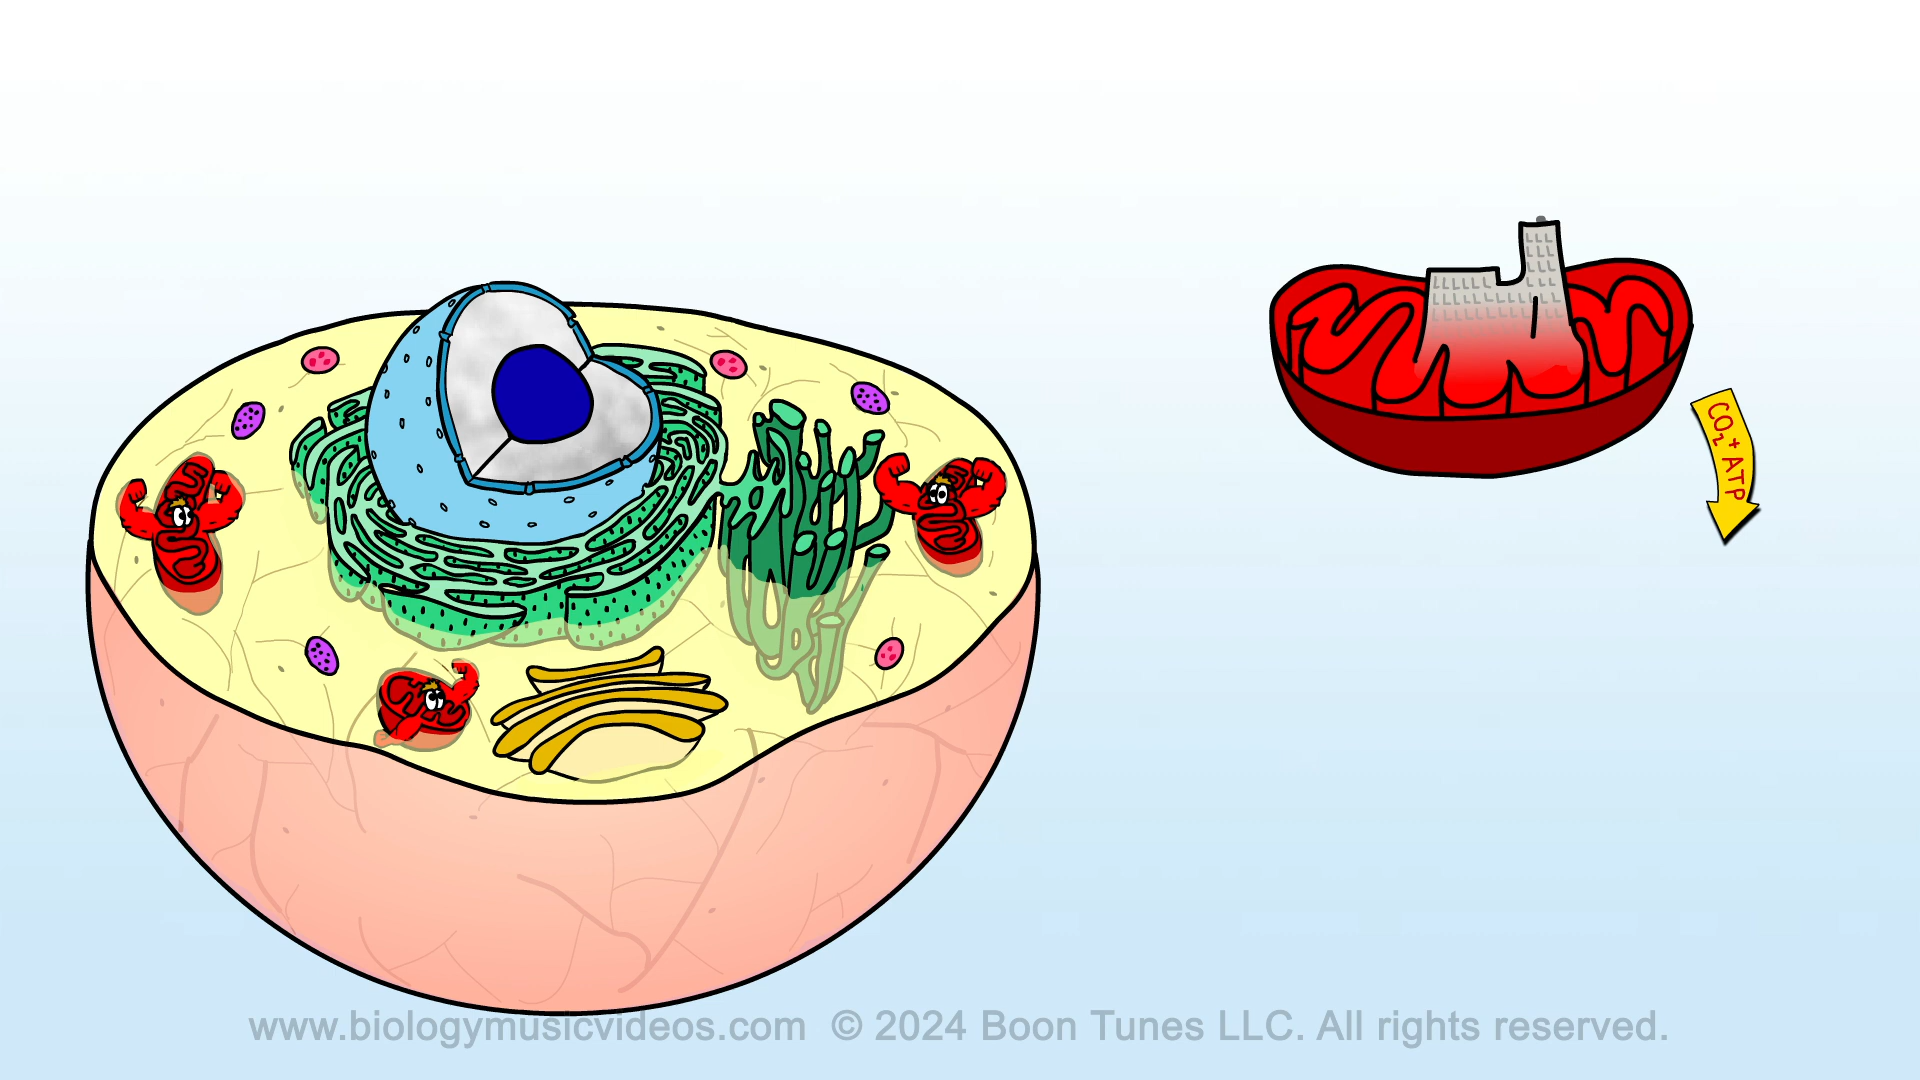 CO₂ + ATP
www.biologymusicvideos.com © 2024 Boon Tunes LLC. All rights reserved.